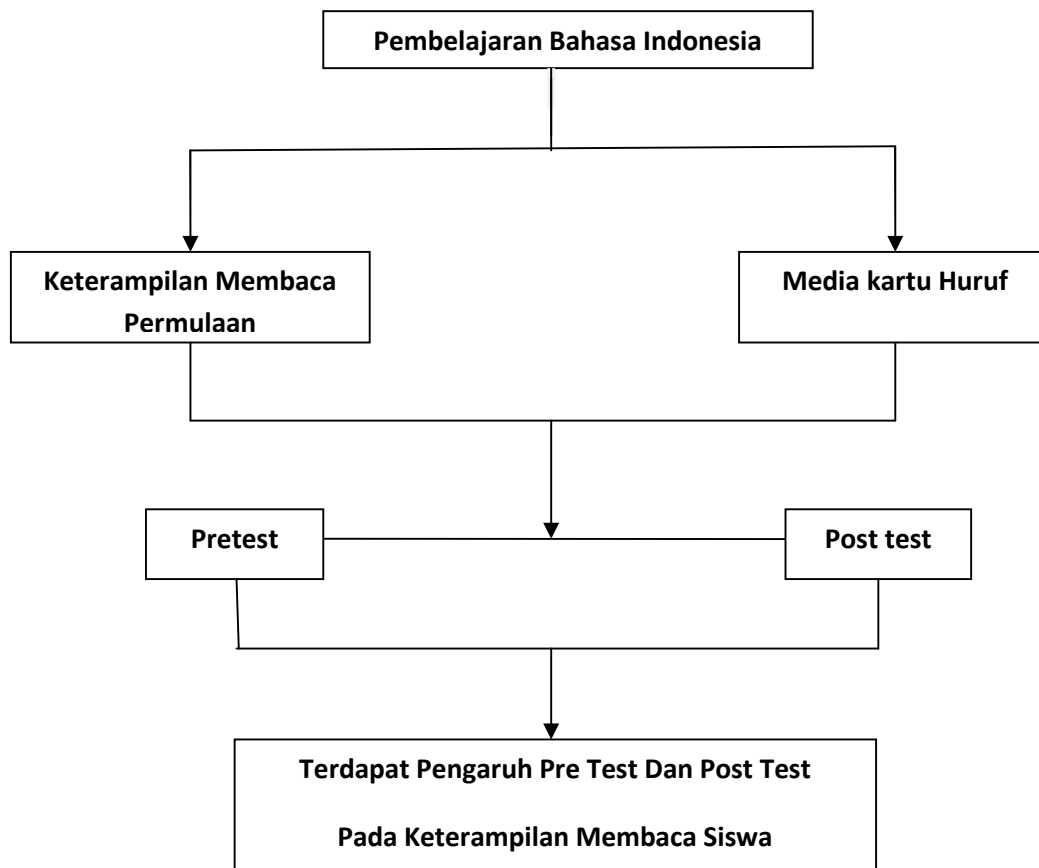 Pembelajaran Bahasa Indonesia
Keterampilan Membaca
Permulaan
Media kartu Huruf
Pretest
Post test
Terdapat Pengaruh Pre Test Dan Post Test
Pada Keterampilan Membaca Siswa